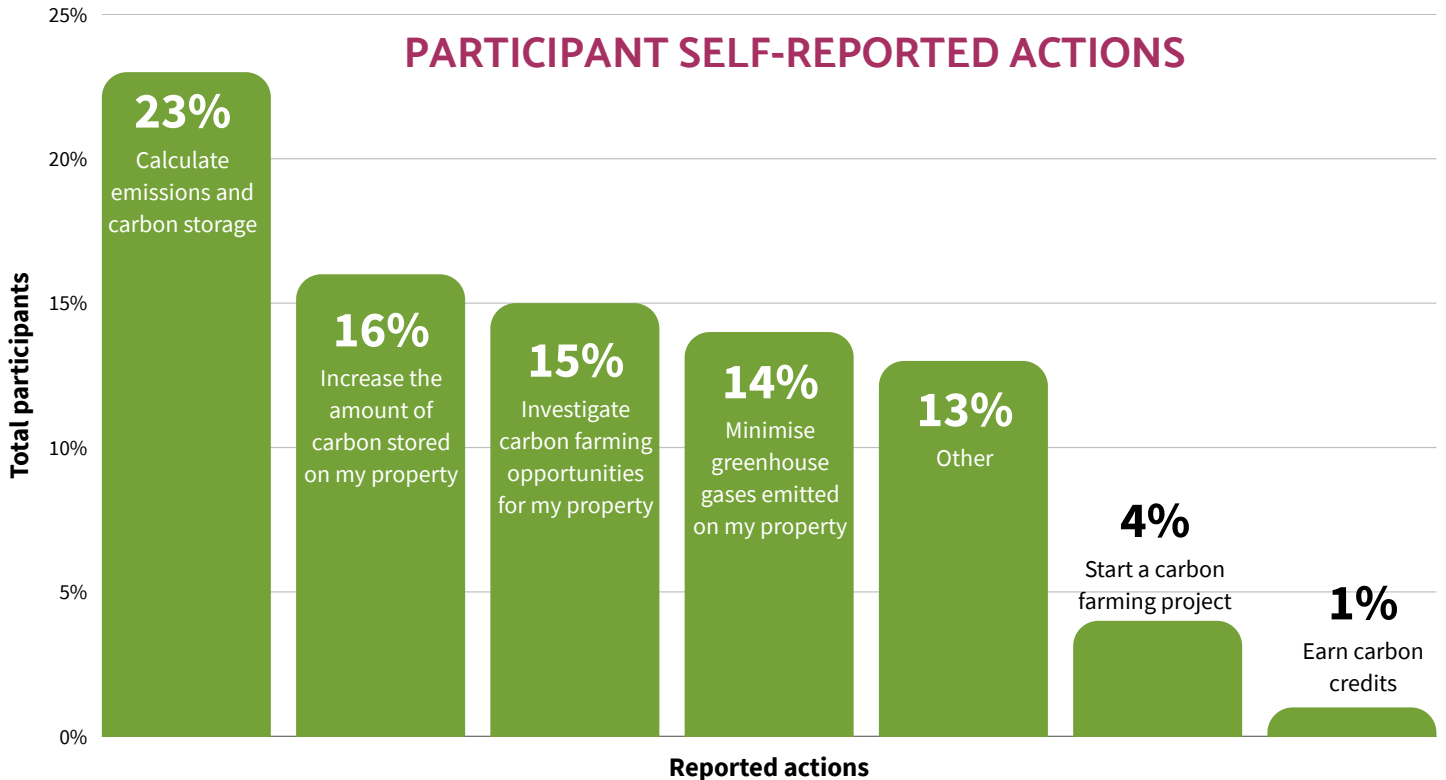 PARTICIPANT SELF-REPORTED ACTIONS
Total participants
25%
20%
15%
10%
5%
0%
23%
Calculate
emissions and
carbon storage
16%
Increase the
amount of
carbon stored
on my property
15%
Investigate
carbon farming
opportunities
for my property
14%
Minimise
greenhouse
gases emitted
on my property
13%
Other
4%
Start a carbon
farming project
1%
Earn carbon
credits
Reported actions